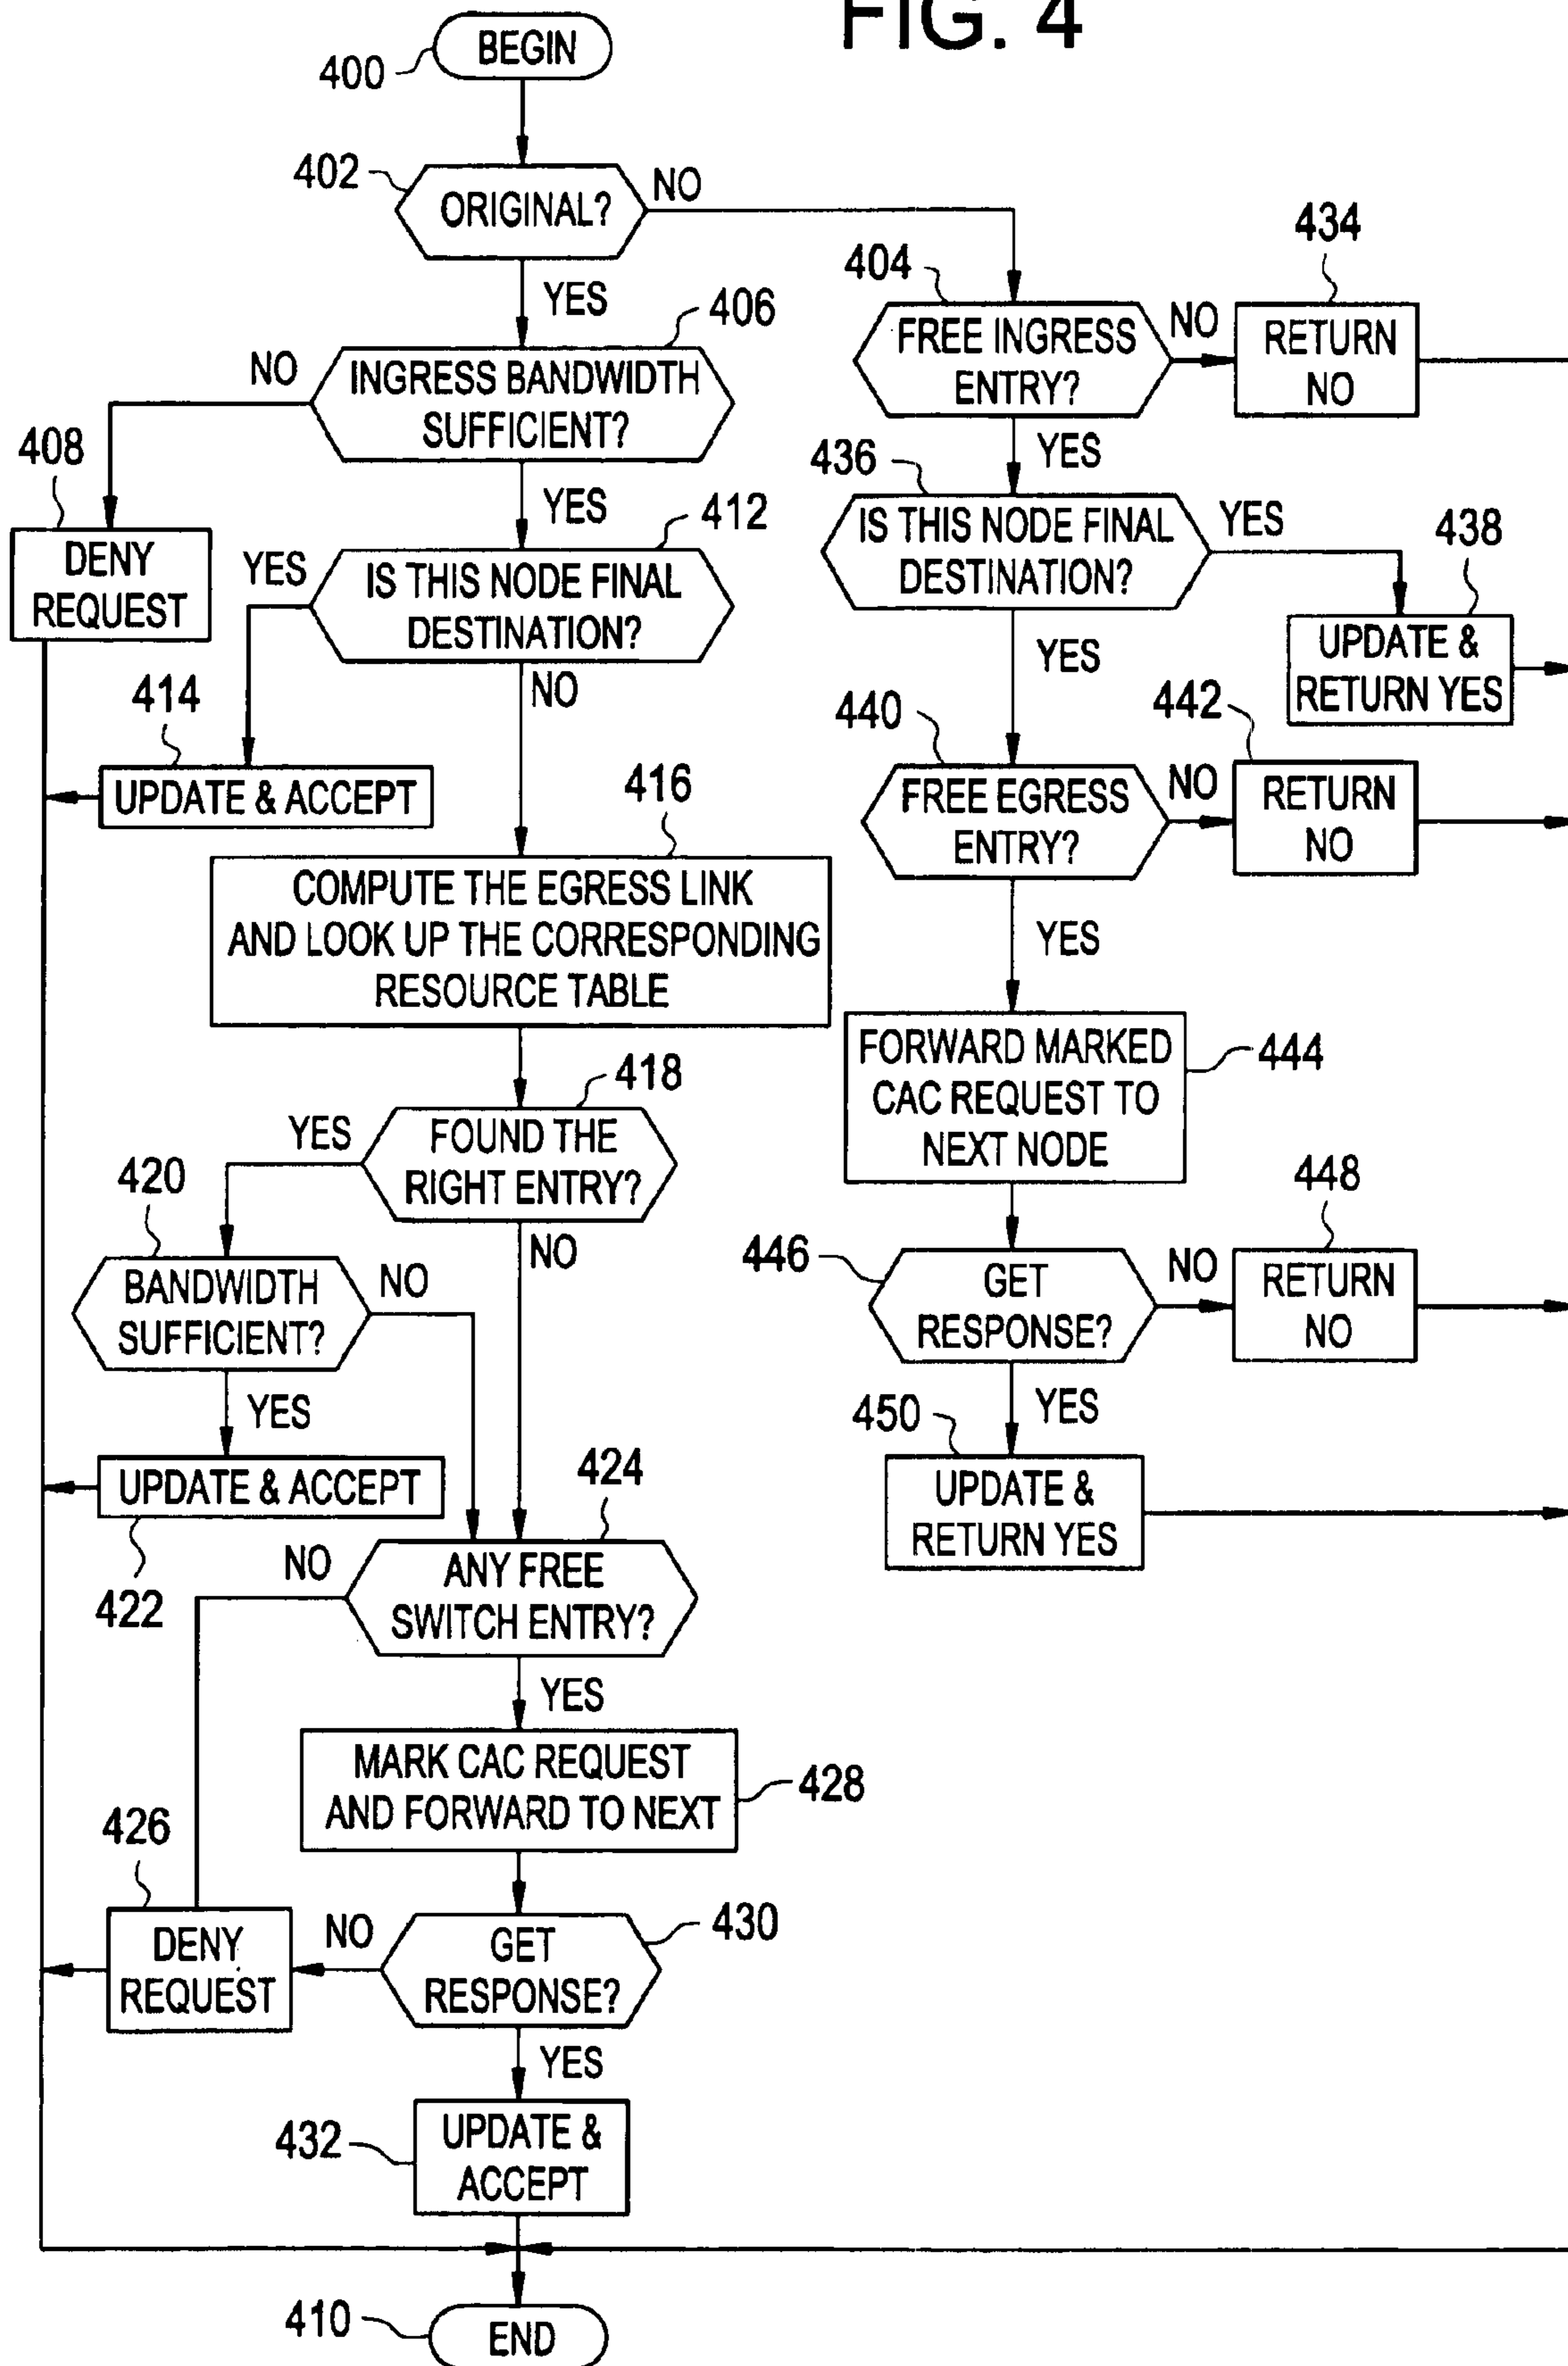 FIG. 4
400
BEGIN
402
ORIGINAL?
NO
YES
404
FREE INGRESS
ENTRY?
NO
434
RETURN
NO
406
INGRESS BANDWIDTH
SUFFICIENT?
NO
YES
408
DENY
REQUEST
YES
436
IS THIS NODE FINAL
DESTINATION?
YES
438
UPDATE &
RETURN YES
412
IS THIS NODE FINAL
DESTINATION?
YES
NO
414
UPDATE & ACCEPT
YES
440
FREE EGRESS
ENTRY?
NO
442
RETURN
NO
416
COMPUTE THE EGRESS LINK
AND LOOK UP THE CORRESPONDING
RESOURCE TABLE
YES
FORWARD MARKED
CAC REQUEST TO
NEXT NODE
444
418
FOUND THE
RIGHT ENTRY?
YES
NO
420
BANDWIDTH
SUFFICIENT?
NO
YES
446
GET
RESPONSE?
NO
448
RETURN
NO
YES
450
UPDATE &
RETURN YES
UPDATE & ACCEPT
422
424
ANY FREE
SWITCH ENTRY?
NO
YES
MARK CAC REQUEST
AND FORWARD TO NEXT
428
426
DENY
REQUEST
NO
430
GET
RESPONSE?
YES
432
UPDATE &
ACCEPT
410
END